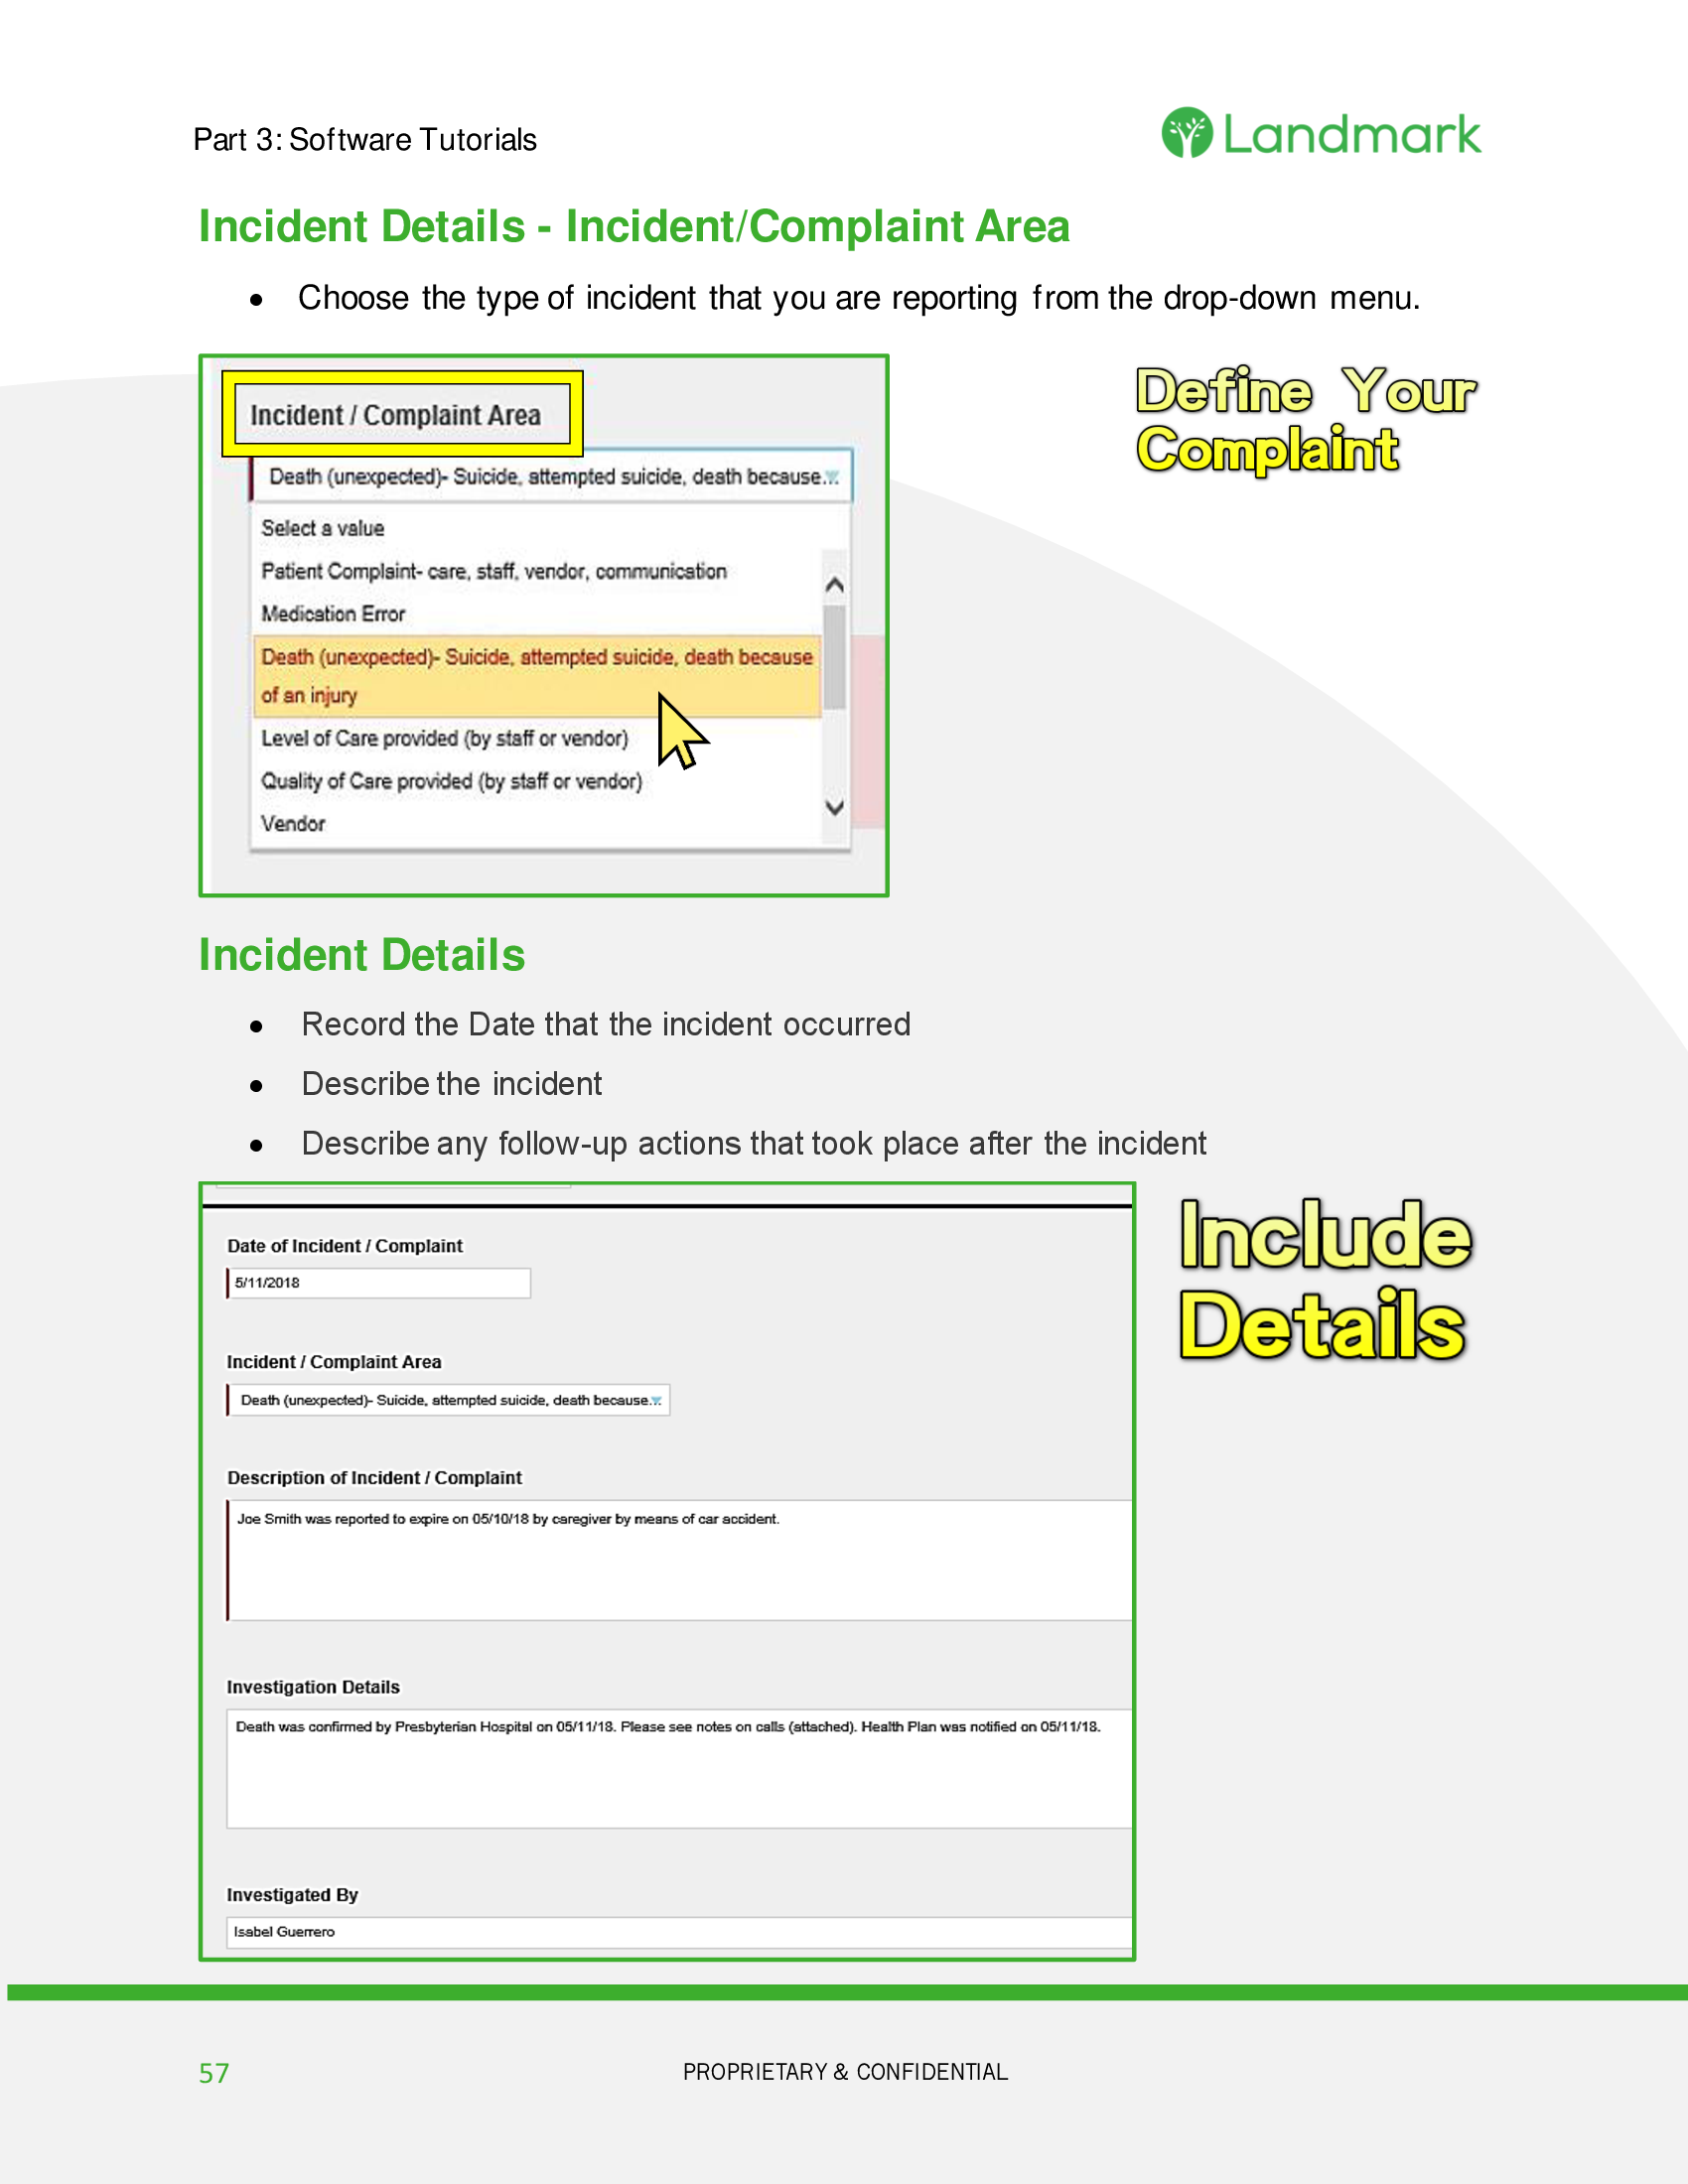 Part 3: Software Tutorials
Landmark
Incident Details - Incident/Complaint Area
• Choose the type of incident that you are reporting from the drop-down menu.
Define Your
Complaint
Incident / Complaint Area
Death (unexpected)- Suicide, attempted suicide, death because...
Select a value
Patient Complaint- care, staff, vendor, communication
Medication Error
Death (unexpected)- Suicide, attempted suicide, death because
of an injury
Level of Care provided (by staff or vendor)
Quality of Care provided (by staff or vendor)
Vendor
Incident Details
• Record the Date that the incident occurred
• Describe the incident
• Describe any follow-up actions that took place after the incident
Include
Details
Date of Incident / Complaint
5/11/2018
Incident / Complaint Area
Death (unexpected)- Suicide, attempted suicide, death because...
Description of Incident / Complaint
Joe Smith was reported to expire on 05/10/18 by caregiver by means of car accident.
Investigation Details
Death was confirmed by Presbyterian Hospital on 05/11/18. Please see notes on calls (attached). Health Plan was notified on 05/11/18.
Investigated By
Isabel Guerrero
57
PROPRIETARY & CONFIDENTIAL